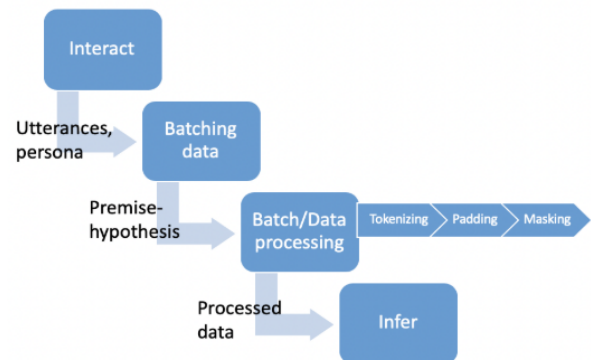 Interact
Utterances,
persona
Batching
data
Premise-
hypothesis
Batch/Data
processing
Tokenizing
Padding
Masking
Processed
data
Infer